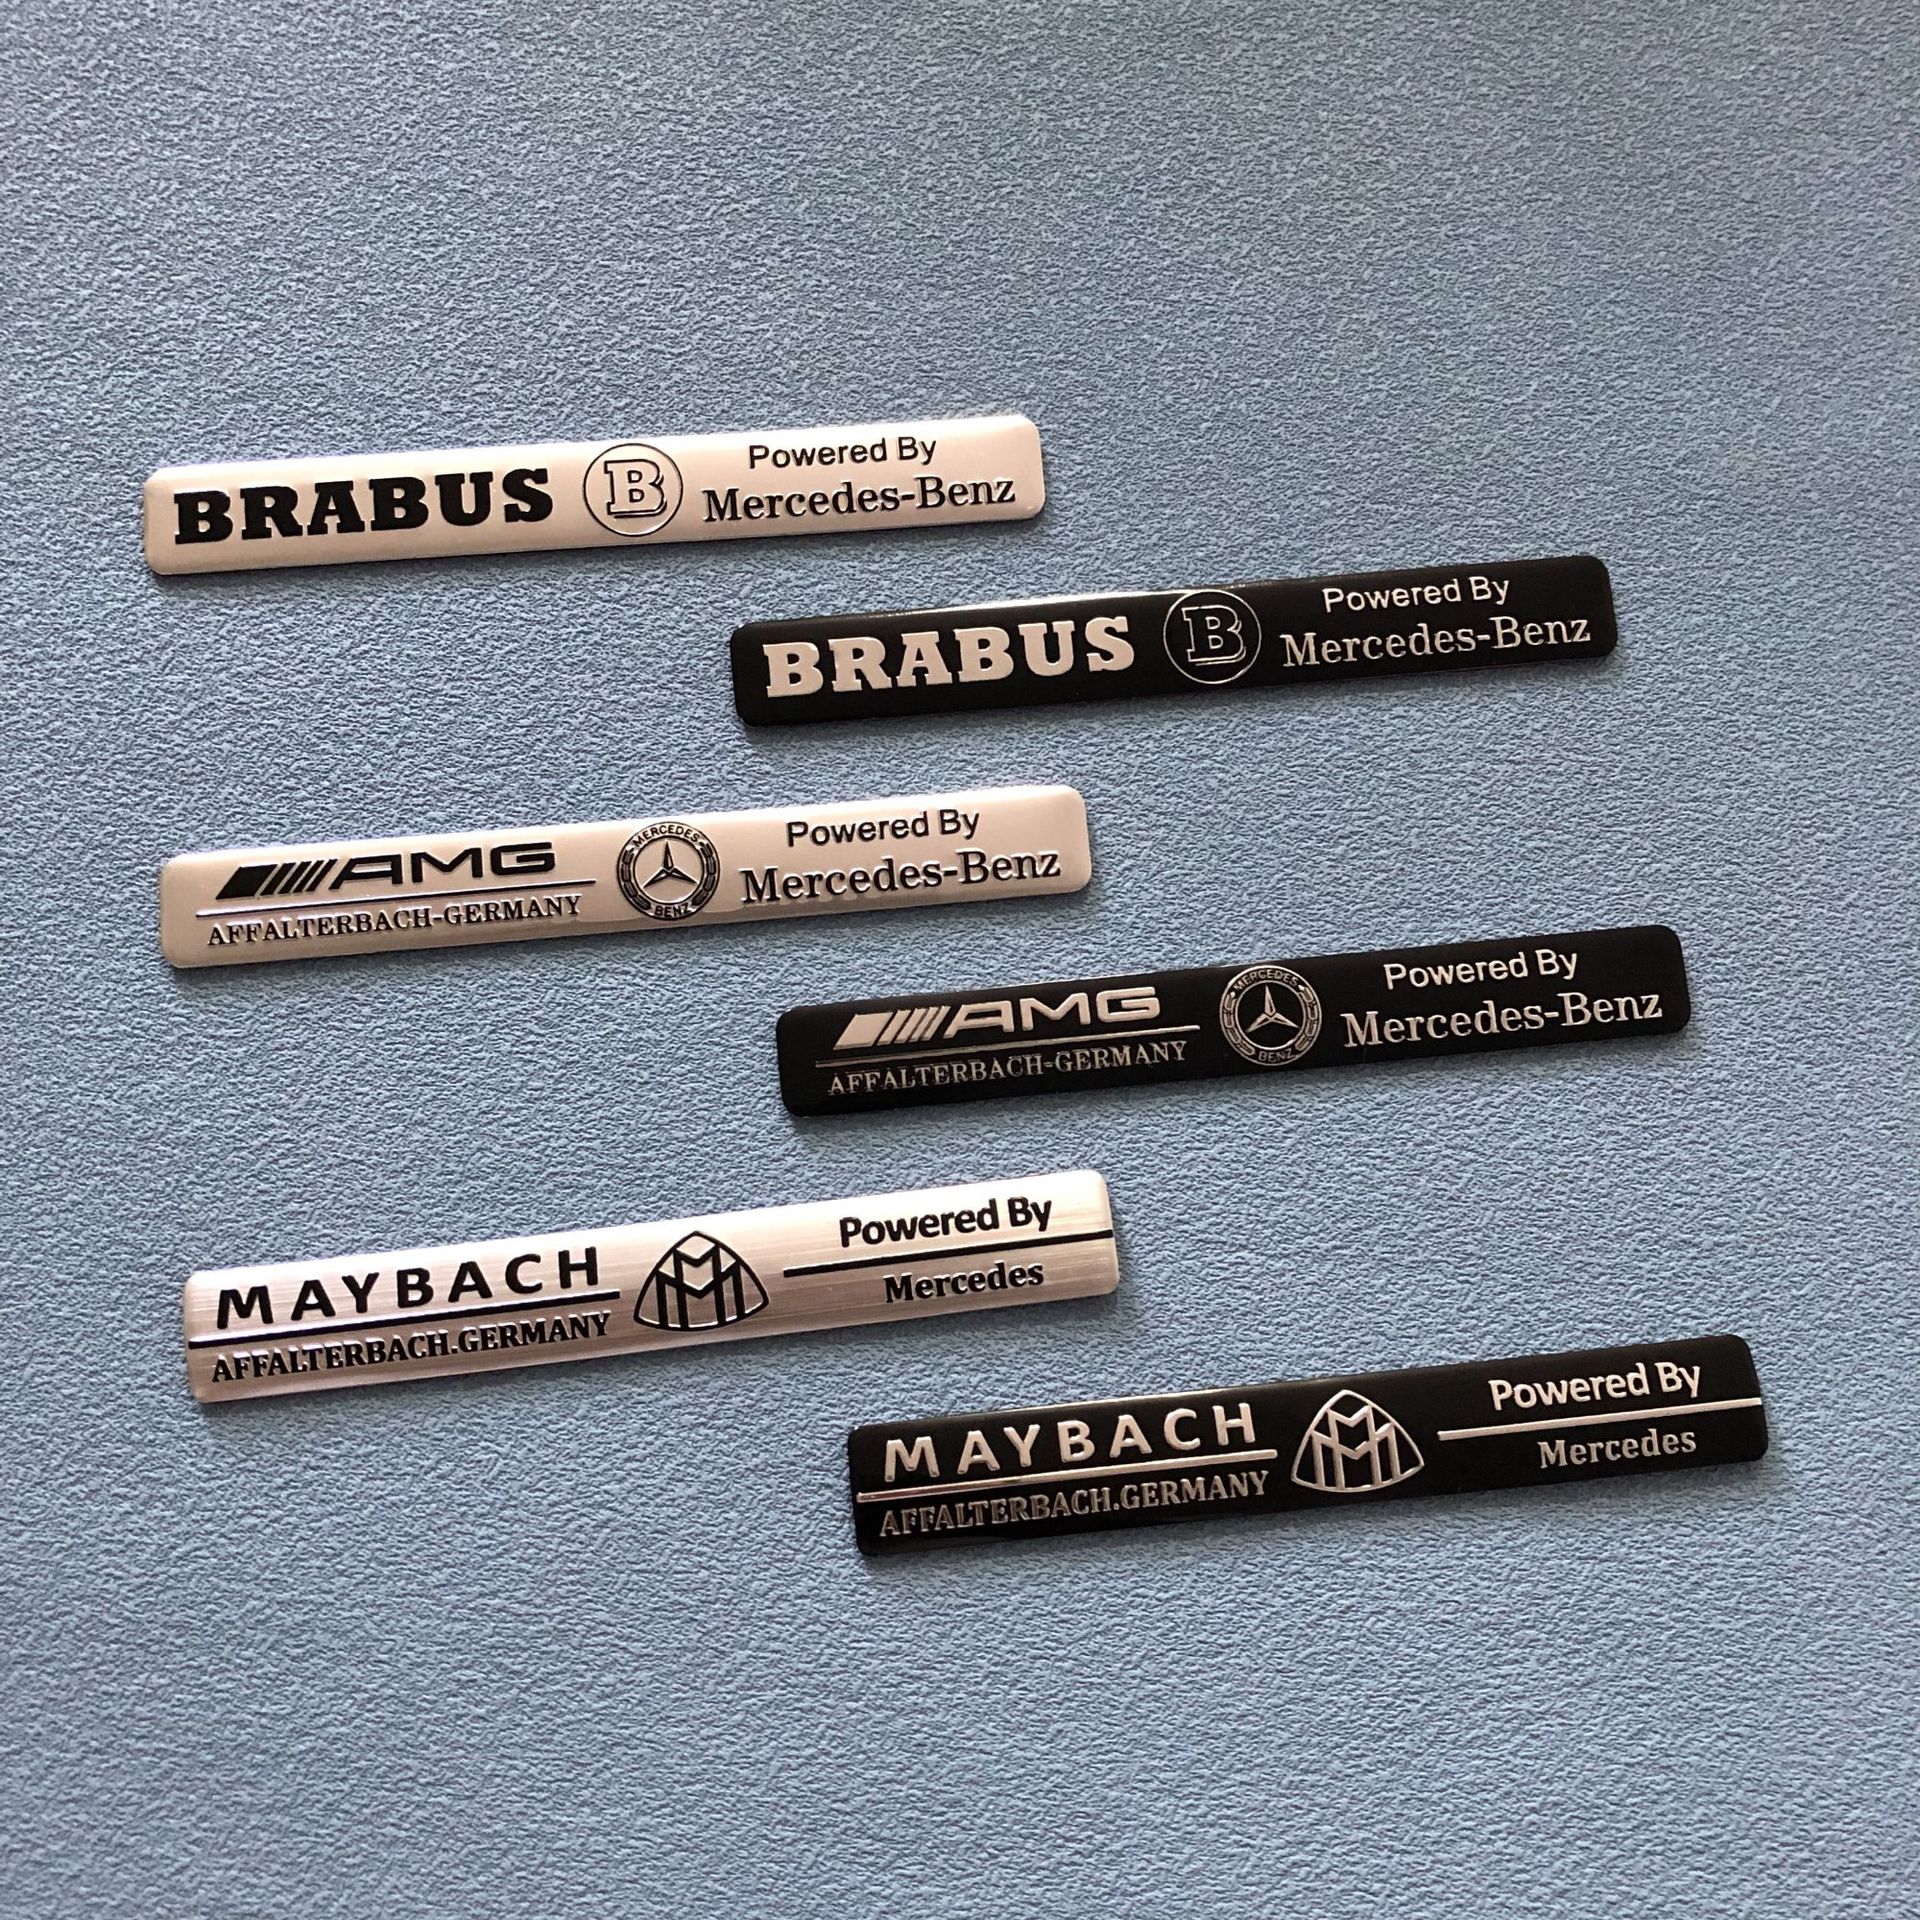 BRABUS B Powered By
Mercedes-Benz
BRABUS B Powered By
Mercedes-Benz
AMG
AFFALTERBACH-GERMANY
MERCEDES
BENZ
Powered By
Mercedes-Benz
AMG
AFFALTERBACH-GERMANY
MERCEDES
BENZ
Powered By
Mercedes-Benz
MAYBACH
AFFALTERBACH.GERMANY
MM
Powered By
Mercedes
MAYBACH
AFFALTERBACH.GERMANY
MM
Powered By
Mercedes